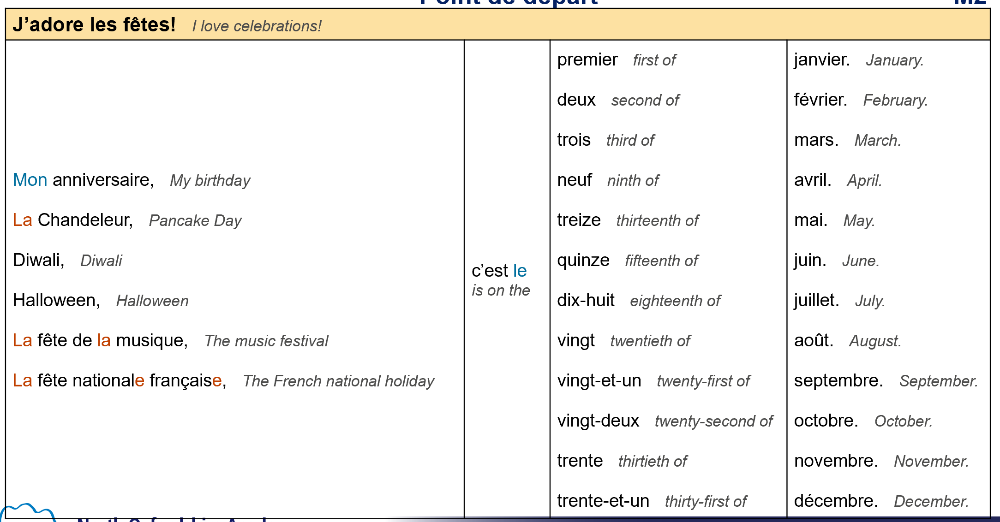 Point de départ M2
J’adore les fêtes! I love celebrations!
Mon anniversaire, My birthday
La Chandeleur, Pancake Day
Diwali, Diwali
Halloween, Halloween
La fête de la musique, The music festival
La fête nationale française, The French national holiday
c’est le
is on the
premier first of
deux second of
trois third of
neuf ninth of
treize thirteenth of
quinze fifteenth of
dix-huit eighteenth of
vingt twentieth of
vingt-et-un twenty-first of
vingt-deux twenty-second of
trente thirtieth of
trente-et-un thirty-first of
janvier. January.
février. February.
mars. March.
avril. April.
mai. May.
juin. June.
juillet. July.
août. August.
septembre. September.
octobre. October.
novembre. November.
décembre. December.